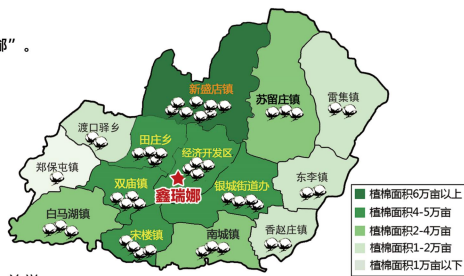 娜”。
新盛店镇
苏留庄镇
雷集镇
渡口驿乡
田庄乡
经济开发区
郑保屯镇
双庙镇
鑫瑞娜
银城街道办
东李镇
白马湖镇
宋楼镇
南城镇
香赵庄镇
植棉面积6万亩以上
植棉面积4-5万亩
植棉面积2-4万亩
植棉面积1-2万亩
植棉面积1万亩以下